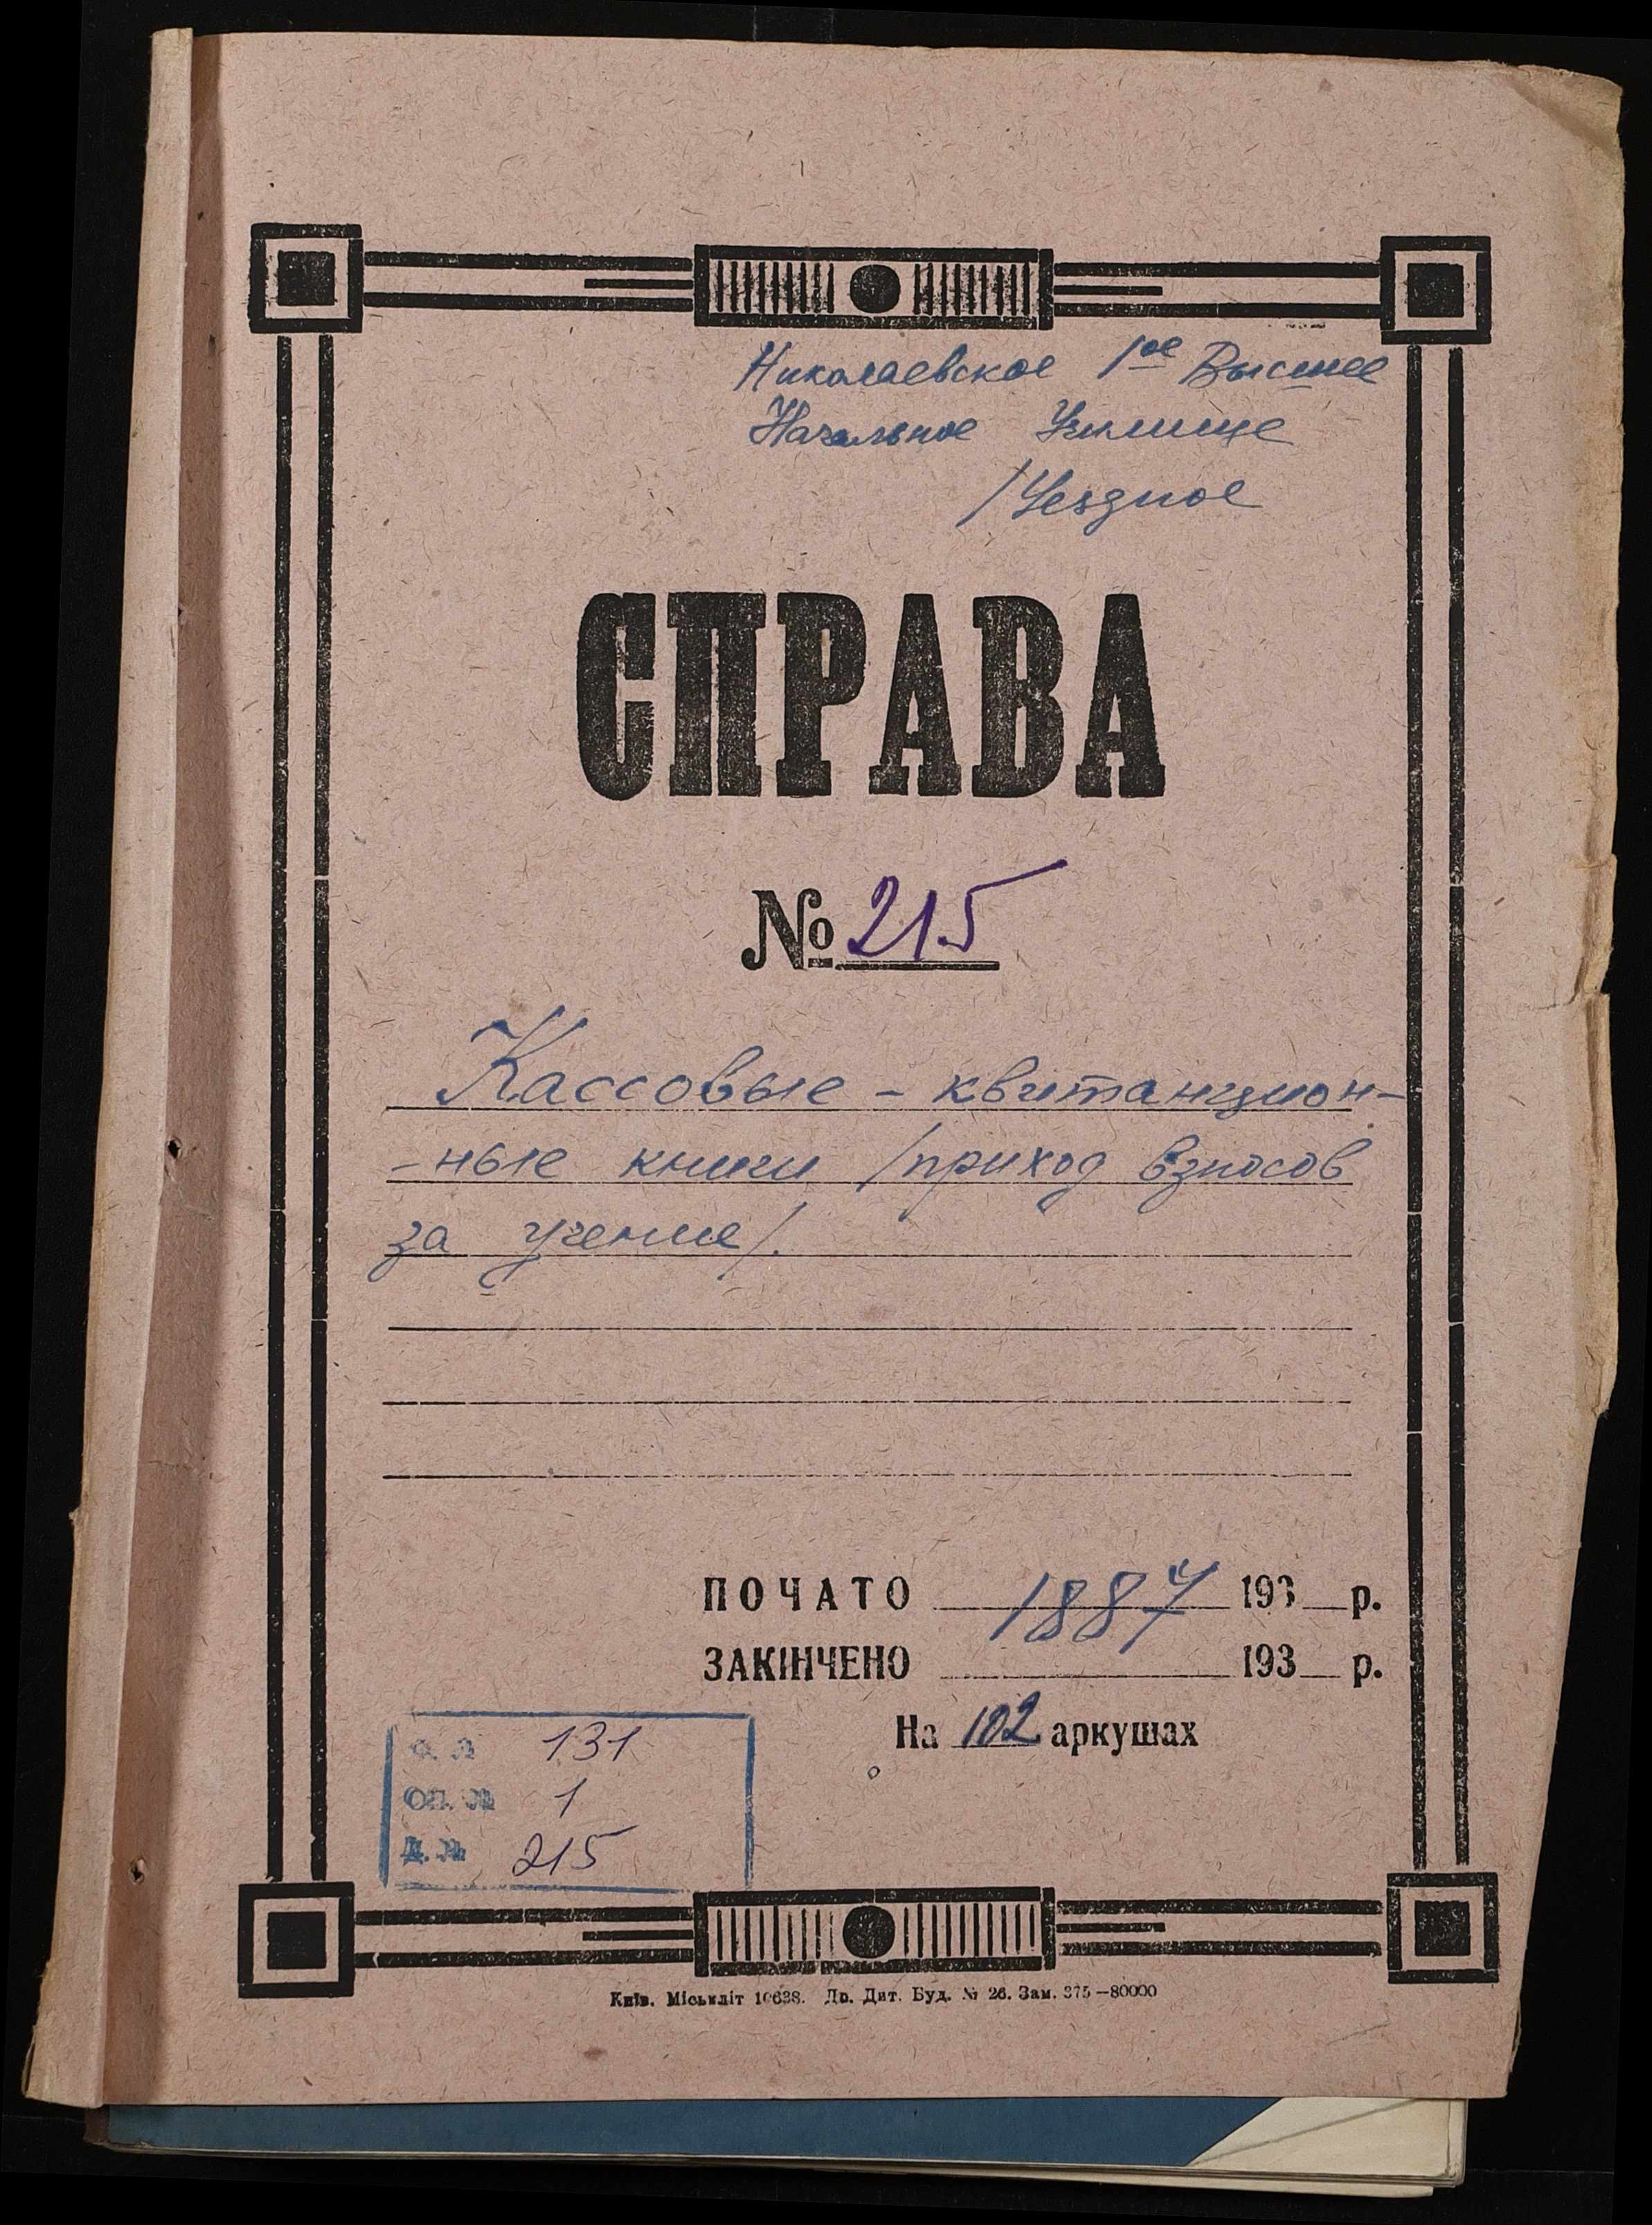 Николаевское 1ое Высшее
Начальное Училище
/Уездное
СПРАВА
№ 215
Кассовые - квитанцион-
-ные книги /приход взносов
за учение/.
ПОЧАТО 1887 193 р.
ЗАКІНЧЕНО 193 р.
На 102 аркушах
Ф. № 131
Оп. № 1
Д. № 215
Київ. Міськліт 10638. Др. Дит. Буд. № 26. Зам. 375—80000